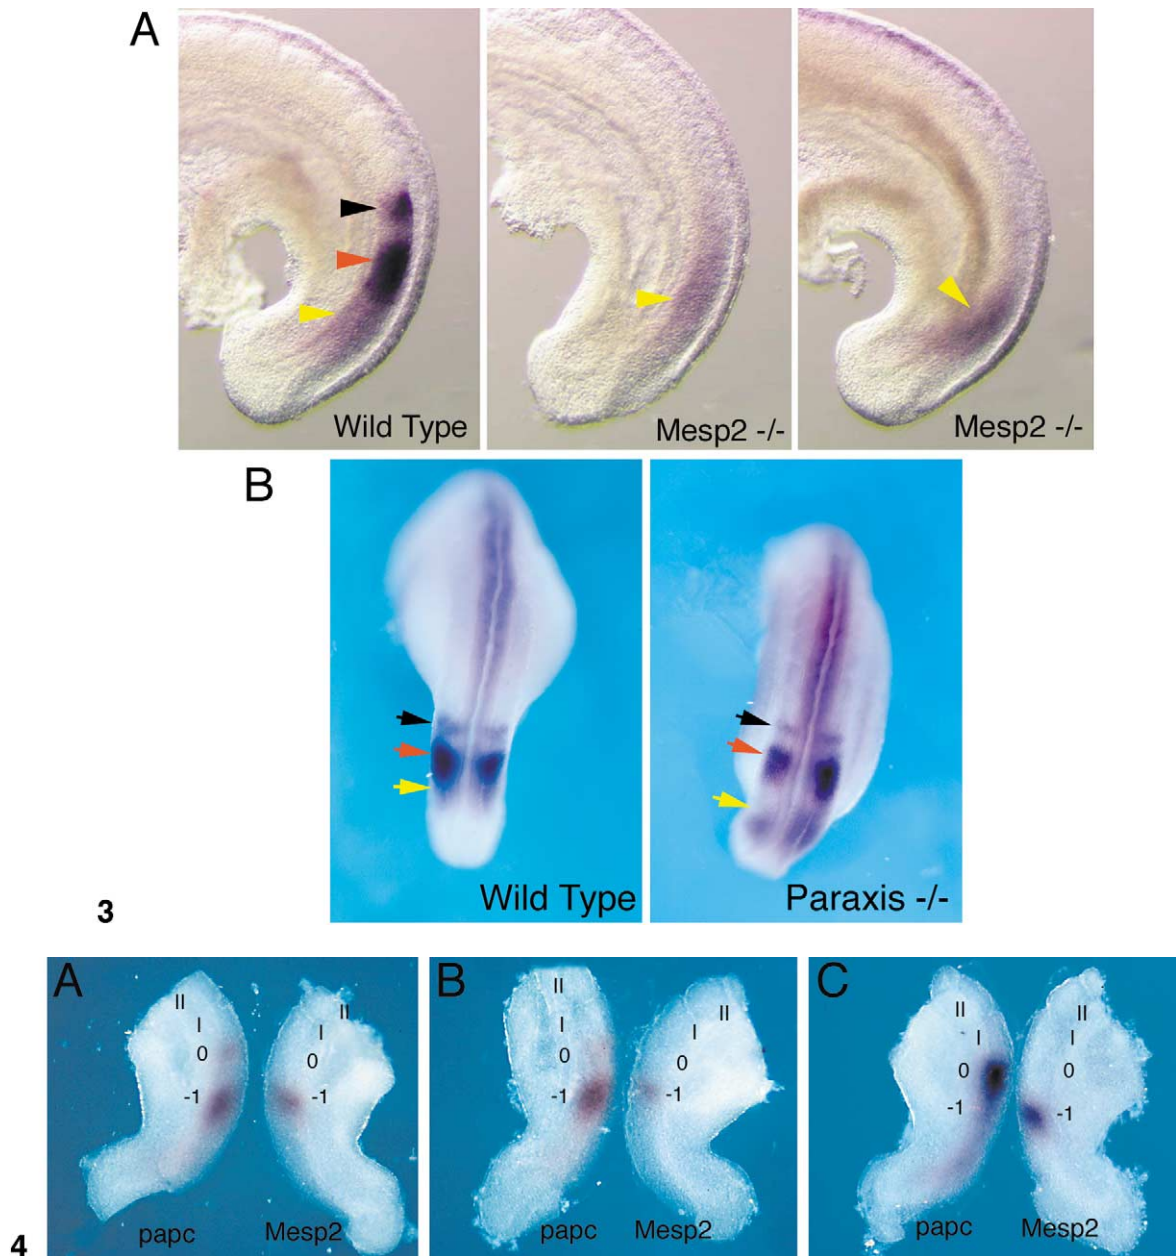 A
Wild Type
Mesp2 -/-
Mesp2 -/-
B
Wild Type
Paraxis -/-
3
A
II
I
0
-1
II
I
0
-1
papc
Mesp2
B
II
I
0
-1
II
I
0
-1
papc
Mesp2
C
II
I
0
-1
II
I
0
-1
papc
Mesp2
4